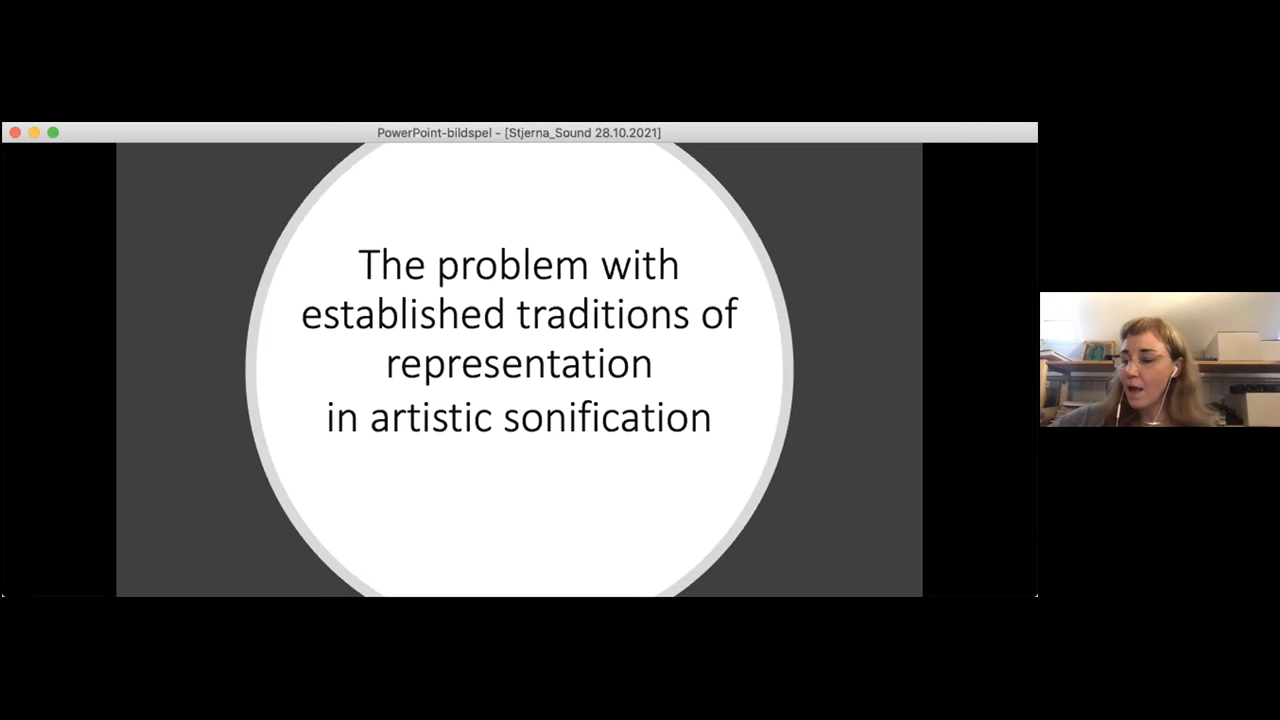 PowerPoint-bildspel - [Stjerna_Sound 28.10.2021]
The problem with
established traditions of
representation
in artistic sonification